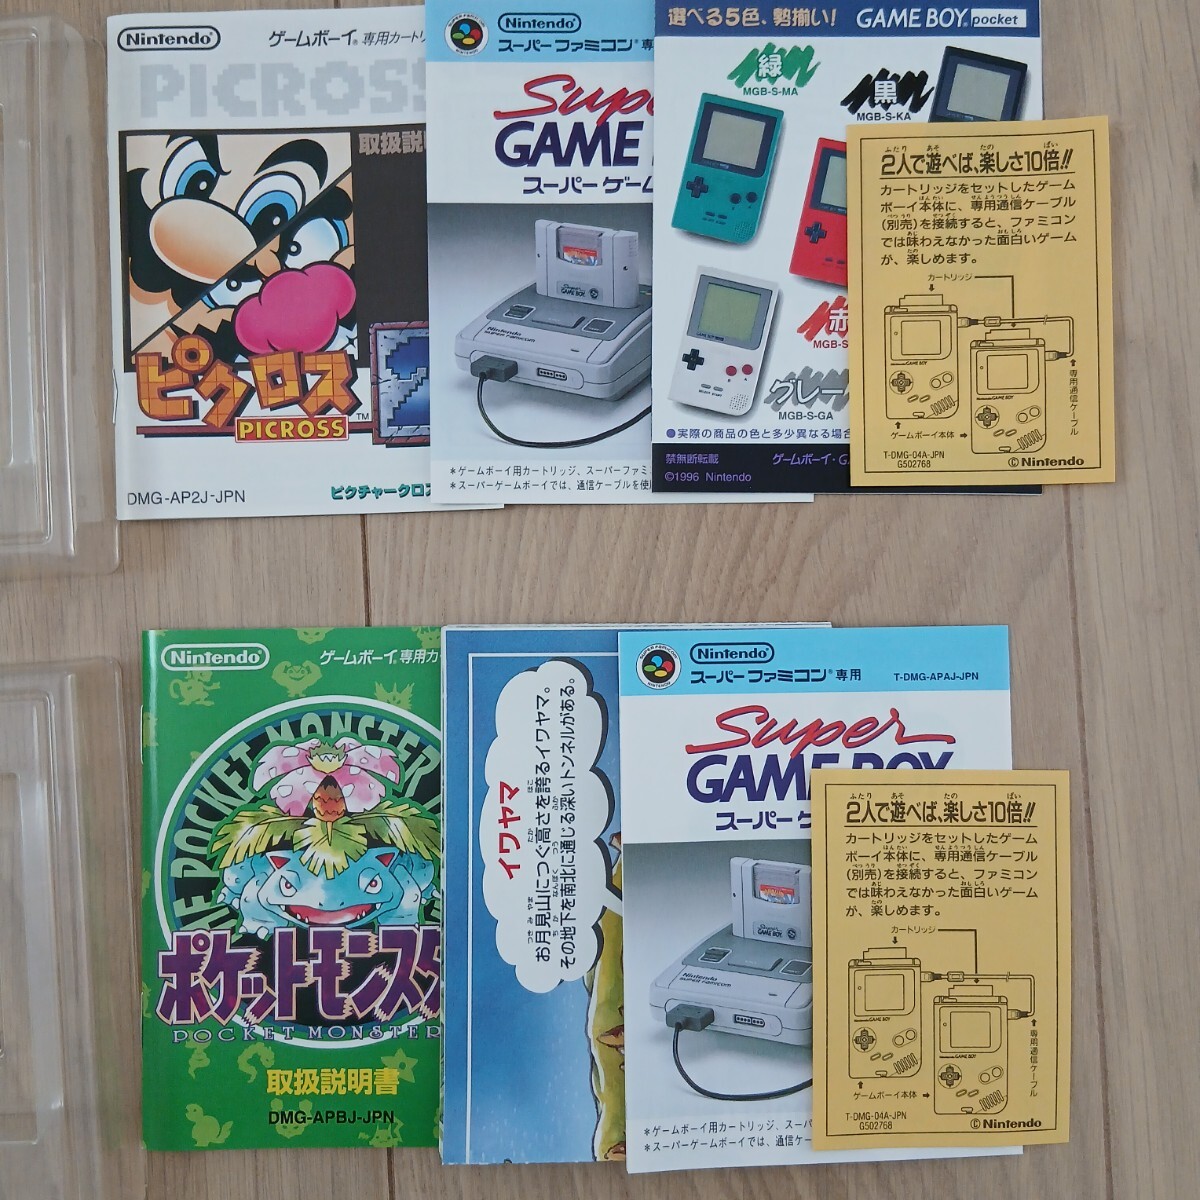 Nintendo
ゲームボーイ®専用カートリ
PICROSS
取扱説明
ピクロス™
PICROSS
DMG-AP2J-JPN
ピクチャークロス
Nintendo
スーパーファミコン®専
Super
GAME
スーパーゲーム
Nintendo
SUPER FAMICOM
Super
GAME BOY
*ゲームボーイ用カートリッジ、スーパーファミ
*スーパーゲームボーイでは、通信ケーブルを使
選べる5色、勢揃い! GAME BOY® pocket
緑
MGB-S-MA
黒
MGB-S-KA
赤
MGB-S
グレー
MGB-S-GA
●実際の商品の色と多少異なる場合
禁無断転載
ゲームボーイ・GA
©1996 Nintendo
2人で遊べば、楽しさ10倍!!
カートリッジをセットしたゲーム
ボーイ本体に、専用通信ケーブル
(別売)を接続すると、ファミコン
では味わえなかった面白いゲーム
が、楽しめます。
カートリッジ
専用通信ケーブル
ゲームボーイ本体
T-DMG-04A-JPN
G502768
©Nintendo
Nintendo
ゲームボーイ®専用カー
POCKET MONSTER
ポケットモンスタ
POCKET MONSTER
取扱説明書
DMG-APBJ-JPN
イワヤマ
お月見山につぐ高さを誇るイワヤマ。
その地下を南北に通じる深いトンネルがある。
Nintendo
スーパーファミコン®専用
T-DMG-APAJ-JPN
Super
GAME BOY
スーパーゲ
Nintendo
SUPER FAMICOM
Super
GAME BOY
*ゲームボーイ用カートリッジ、スーパ
*スーパーゲームボーイでは、通信ケー
2人で遊べば、楽しさ10倍!!
カートリッジをセットしたゲーム
ボーイ本体に、専用通信ケーブル
(別売)を接続すると、ファミコン
では味わえなかった面白いゲーム
が、楽しめます。
カートリッジ
専用通信ケーブル
ゲームボーイ本体
T-DMG-04A-JPN
G502768
©Nintendo